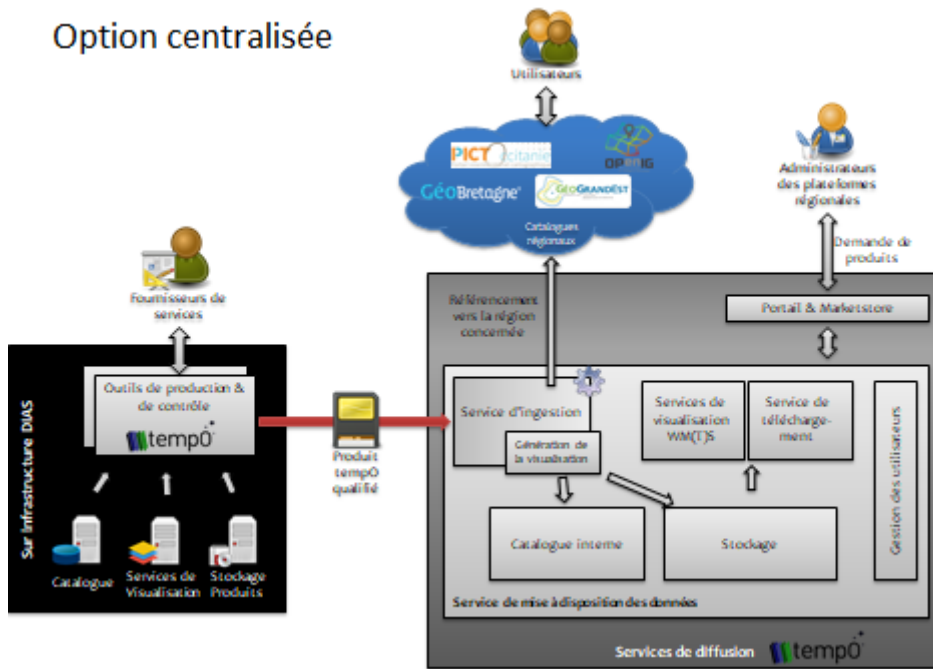 Option centralisée
Utilisateurs
PICTOccitanie
OPenIG
GéoBretagne
GÉOGRANDEST
Catalogues
régionaux
Administrateurs
des plateformes
régionales
Demande de
produits
Fournisseurs de
services
Référencement
vers la région
concernée
Portail & Marketstore
Sur Infrastructure DIAS
Outils de production &
de contrôle
tempO
Produit
tempO
qualifié
Service d'ingestion
Génération de
la visualisation
Services de
visualisation
WM(T)S
Service de
télécharge-
ment
Gestion des utilisateurs
Catalogue
Services de
Visualisation
Stockage
Produits
Catalogue interne
Stockage
Service de mise à disposition des données
Services de diffusion tempO